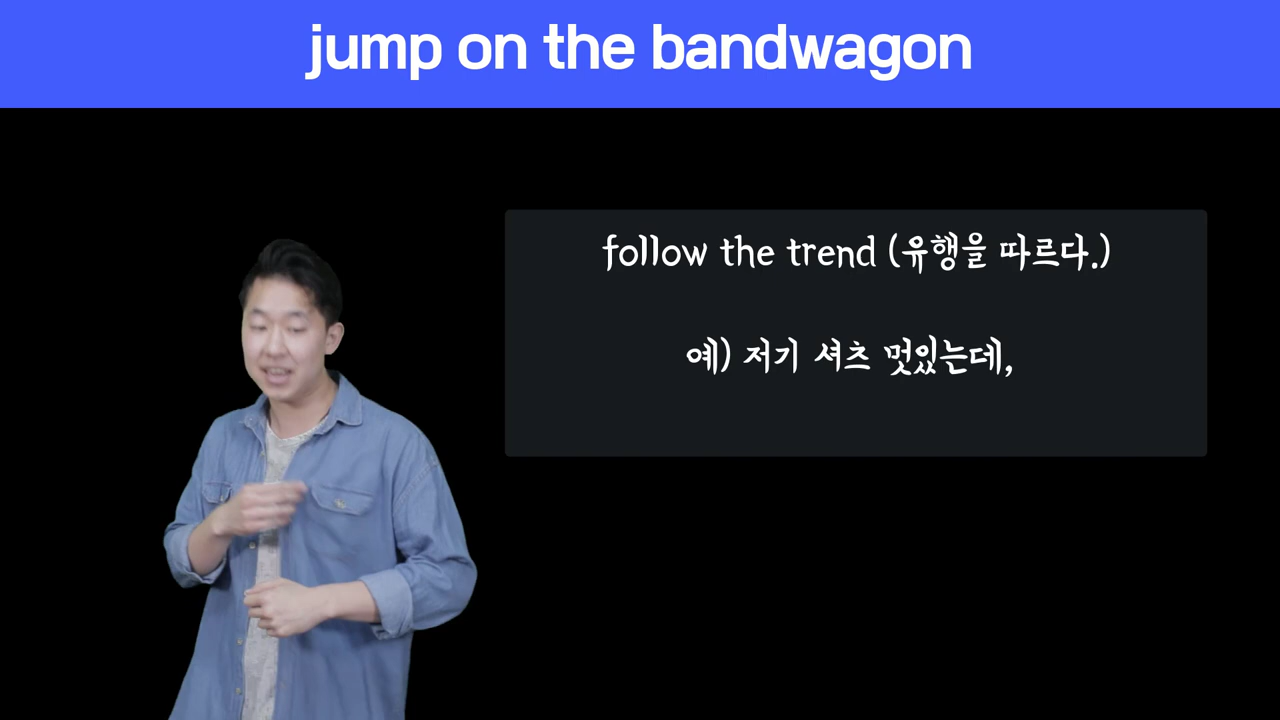 jump on the bandwagon
follow the trend (유행을 따르다.)
예) 저기 셔츠 멋있는데,